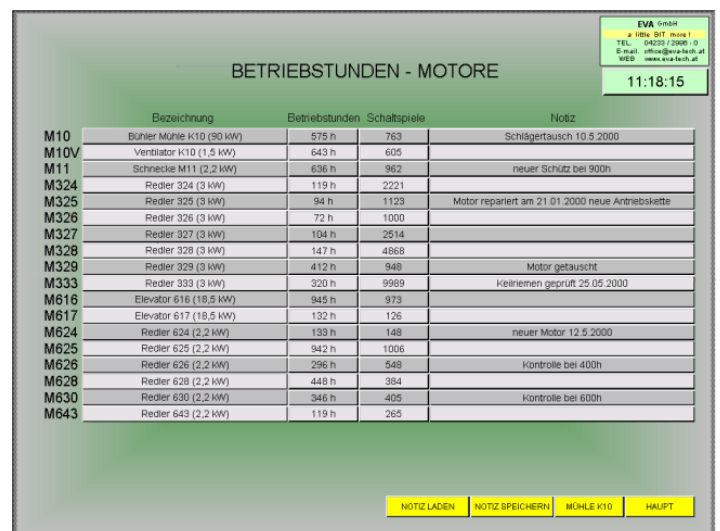 EVA GmbH
a little BIT more!
TEL. 04233 / 2996 - 0
E-mail. office@eva-tech.at
WEB www.eva-tech.at
BETRIEBSTUNDEN - MOTORE
11:18:15
Bezeichnung Betriebstunden Schaltspiele Notiz
M10 Bühler Mühle K10 (90 kW) 575 h 763 Schlägertausch 10.5.2000
M10V Ventilator K10 (1,5 kW) 643 h 605
M11 Schnecke M11 (2,2 kW) 636 h 962 neuer Schütz bei 900h
M324 Redler 324 (3 kW) 119 h 2221
M325 Redler 325 (3 kW) 94 h 1123 Motor repariert am 21.01.2000 neue Antriebskette
M326 Redler 326 (3 kW) 72 h 1000
M327 Redler 327 (3 kW) 104 h 2514
M328 Redler 328 (3 kW) 147 h 4868
M329 Redler 329 (3 kW) 412 h 948 Motor getauscht
M333 Redler 333 (3 kW) 320 h 9989 Keilriemen geprüft 25.05.2000
M616 Elevator 616 (18,5 kW) 945 h 973
M617 Elevator 617 (18,5 kW) 132 h 126
M624 Redler 624 (2,2 kW) 133 h 148 neuer Motor 12.5.2000
M625 Redler 625 (2,2 kW) 942 h 1006
M626 Redler 626 (2,2 kW) 296 h 548 Kontrolle bei 400h
M628 Redler 628 (2,2 kW) 448 h 384
M630 Redler 630 (2,2 kW) 346 h 405 Kontrolle bei 600h
M643 Redler 643 (2,2 kW) 119 h 265
NOTIZ LADEN NOTIZ SPEICHERN MÜHLE K10 HAUPT